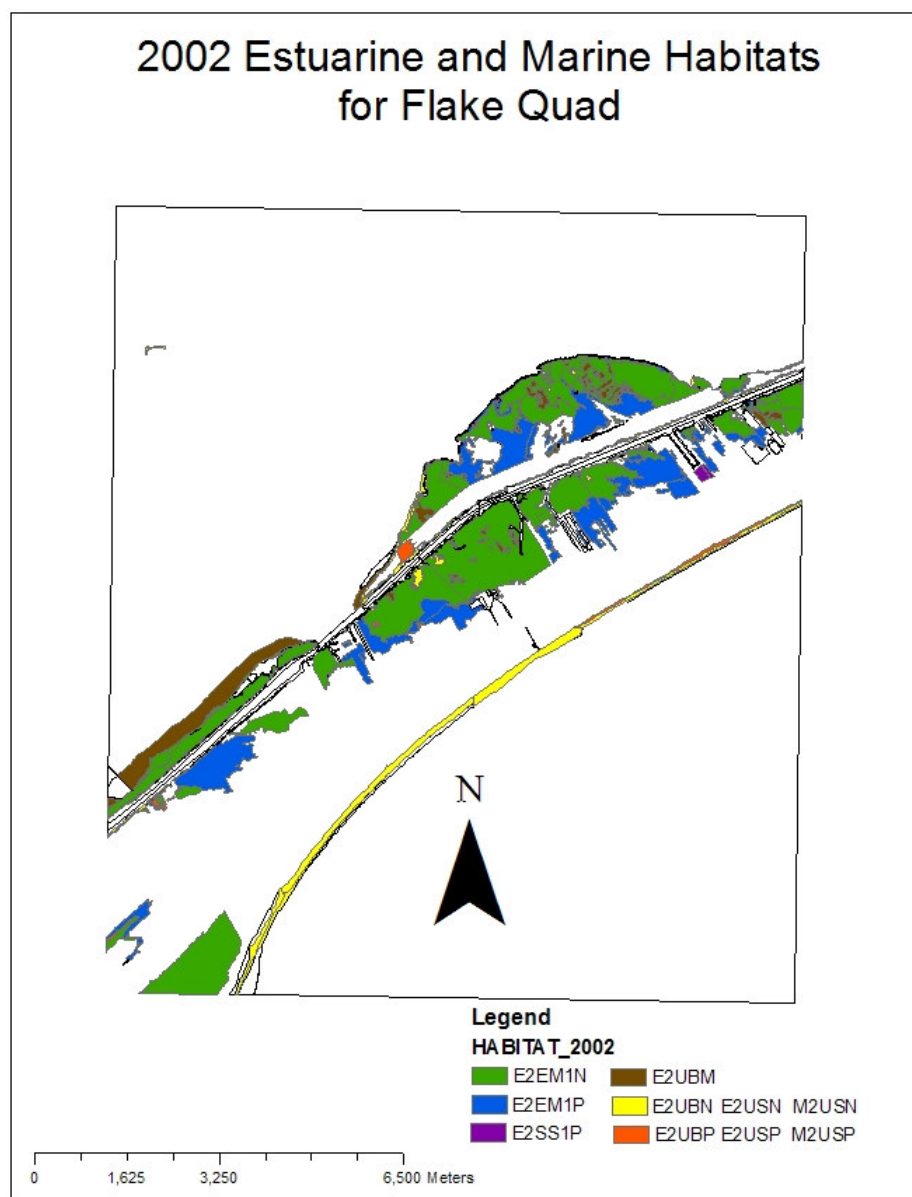 2002 Estuarine and Marine Habitats
for Flake Quad
N
Legend
HABITAT_2002
E2EM1N E2UBM
E2EM1P E2UBN E2USN M2USN
E2SS1P E2UBP E2USP M2USP
0 1,625 3,250 6,500 Meters